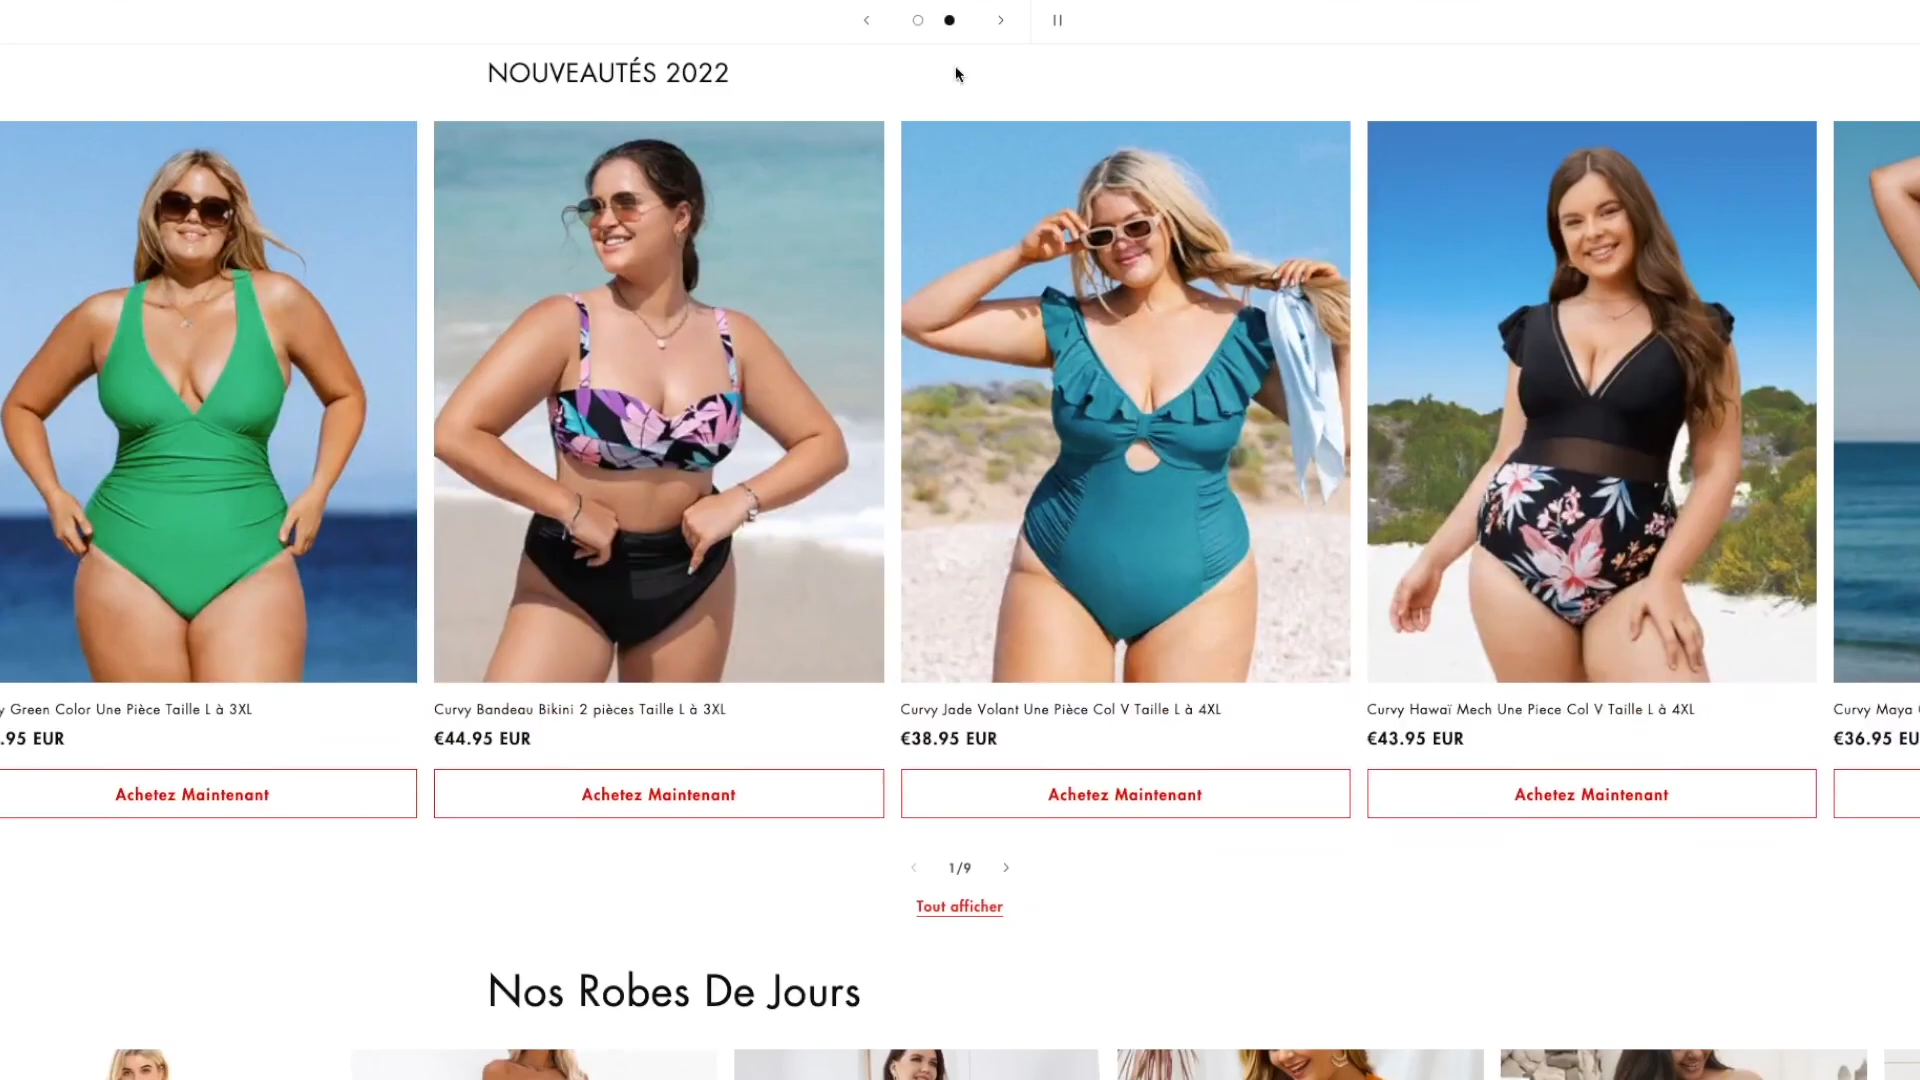 NOUVEAUTÉS 2022
y Green Color Une Pièce Taille L à 3XL
.95 EUR
Achetez Maintenant
Curvy Bandeau Bikini 2 pièces Taille L à 3XL
€44.95 EUR
Achetez Maintenant
Curvy Jade Volant Une Pièce Col V Taille L à 4XL
€38.95 EUR
Achetez Maintenant
Curvy Hawaï Mech Une Piece Col V Taille L à 4XL
€43.95 EUR
Achetez Maintenant
Curvy Maya
€36.95 EU
1/9
Tout afficher
Nos Robes De Jours